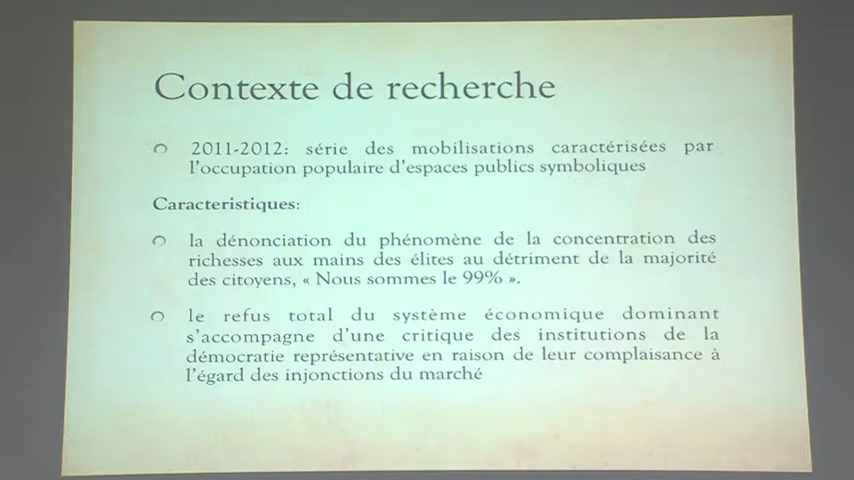 Contexte de recherche
2011-2012: série des mobilisations caractérisées par
l'occupation populaire d'espaces publics symboliques
Caracteristiques:
la dénonciation du phénomène de la concentration des
richesses aux mains des élites au détriment de la majorité
des citoyens, « Nous sommes le 99% ».
le refus total du système économique dominant
s'accompagne d'une critique des institutions de la
démocratie représentative en raison de leur complaisance à
l'égard des injonctions du marché